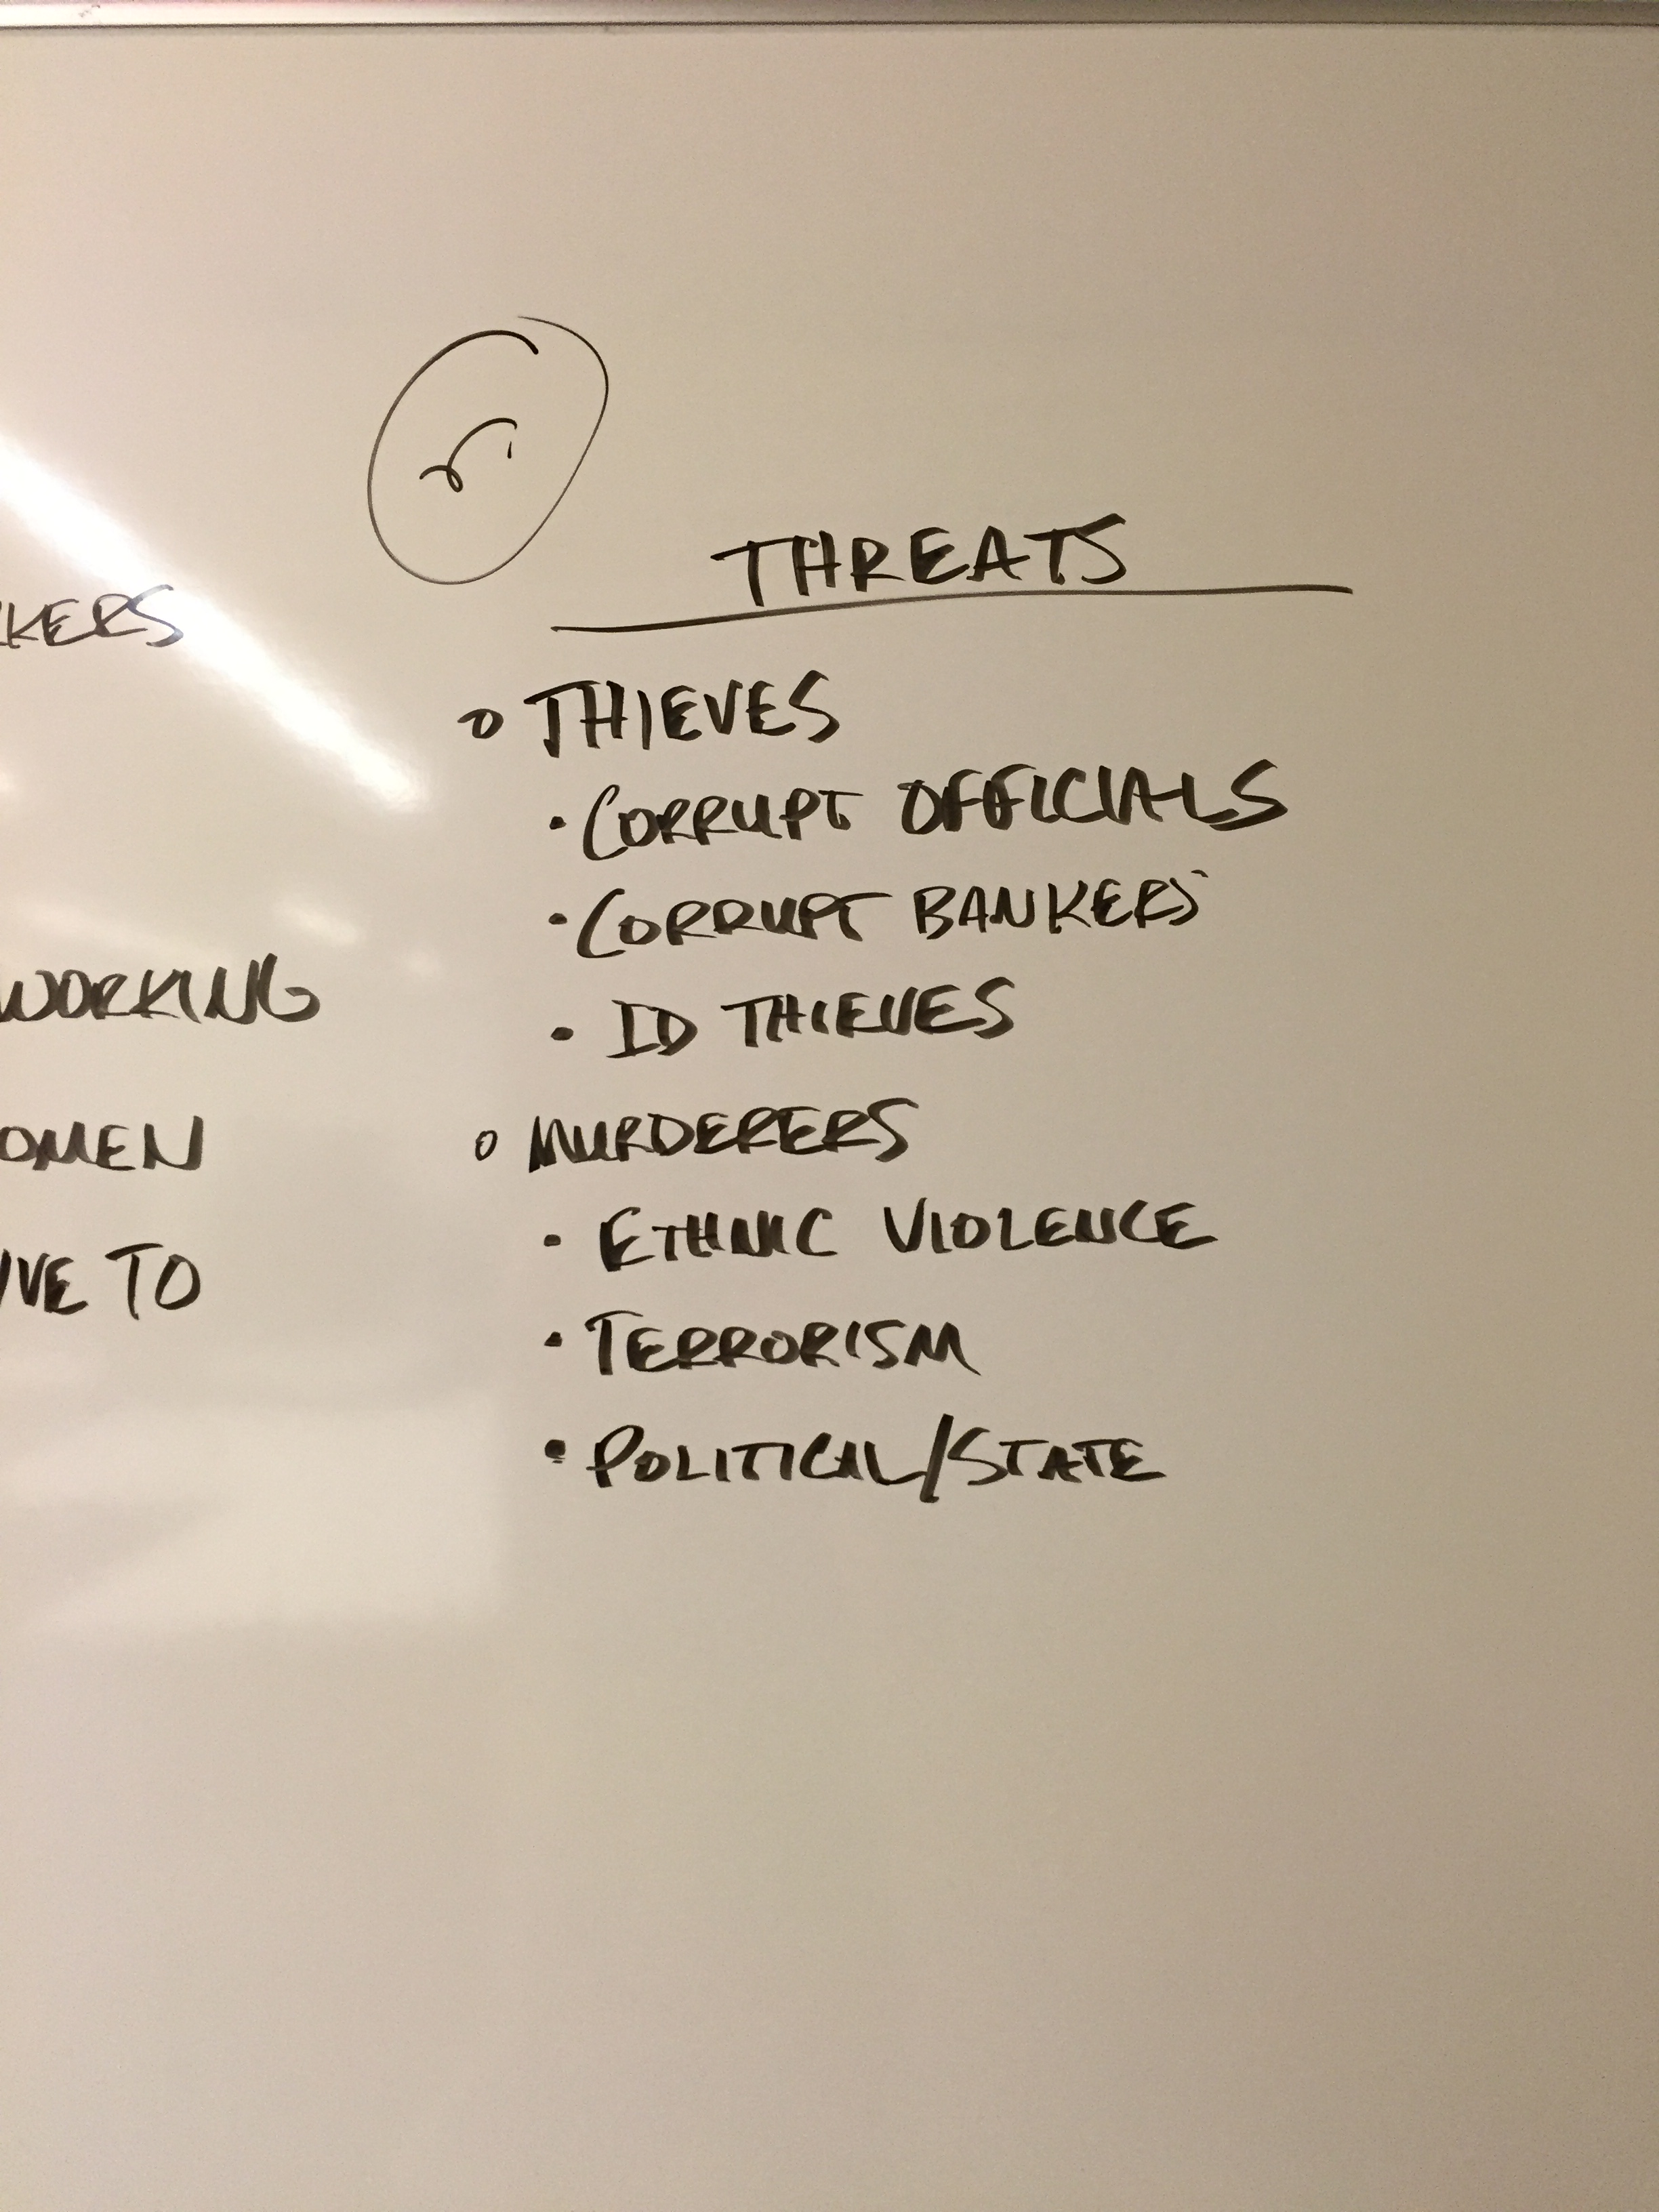 THREATS
o THIEVES
· CORRUPT OFFICIALS
· CORRUPT BANKERS
· ID THIEVES
o MURDERERS
· ETHNIC VIOLENCE
· TERRORISM
· POLITICAL/STATE
KERS
WORKING
OMEN
IVE TO